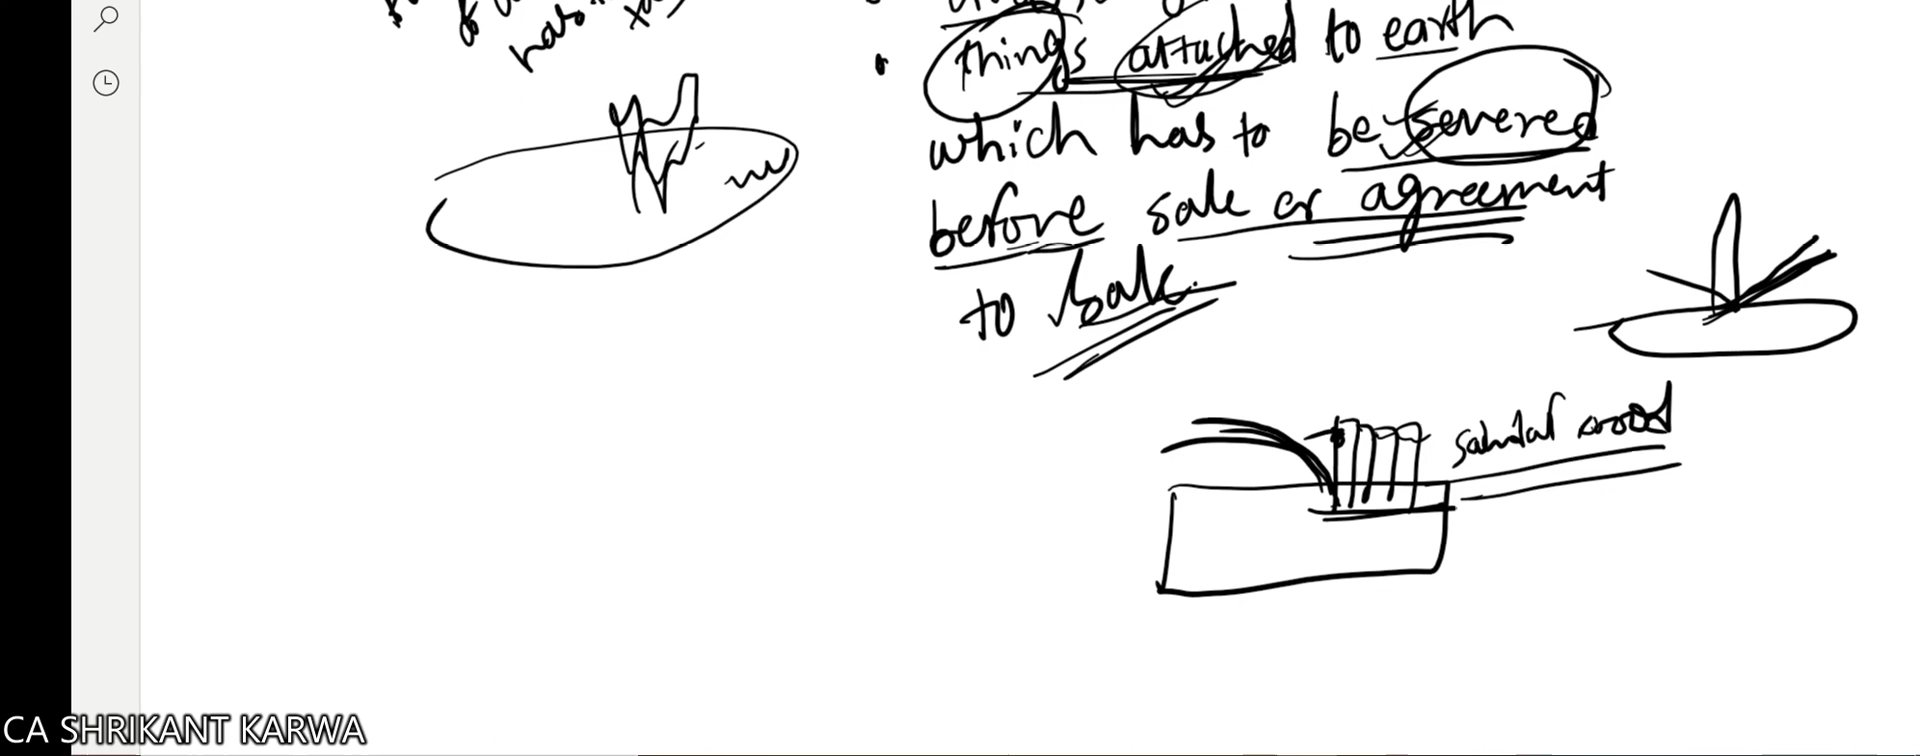 things attached to earth
which has to be severed
before sale or agreement
to sale.
wood
CA SHRIKANT KARWA